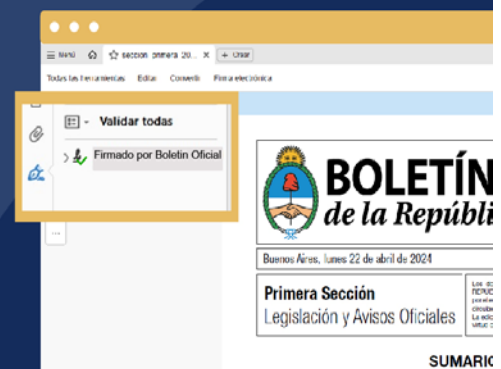 Menú
sección primera 20... × + Crear
Todas las herramientas Editar Convertir Firma electrónica
Validar todas
Firmado por Boletin Oficial
BOLETÍN
de la Repúbli
Buenos Aires, lunes 22 de abril de 2024
Primera Sección
Legislación y Avisos Oficiales
SUMARIO